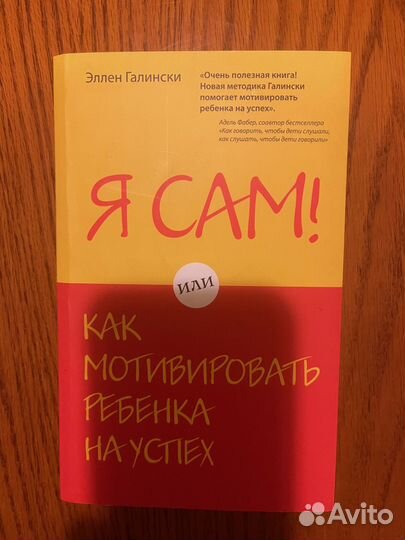 Эллен Галински
«Очень полезная книга!
Новая методика Галински
помогает мотивировать
ребенка на успех».
Адель Фабер, соавтор бестселлера
«Как говорить, чтобы дети слушали,
как слушать, чтобы дети говорили»
Я САМ!
или
КАК
МОТИВИРОВАТЬ
РЕБЕНКА
НА УСПЕХ
Avito